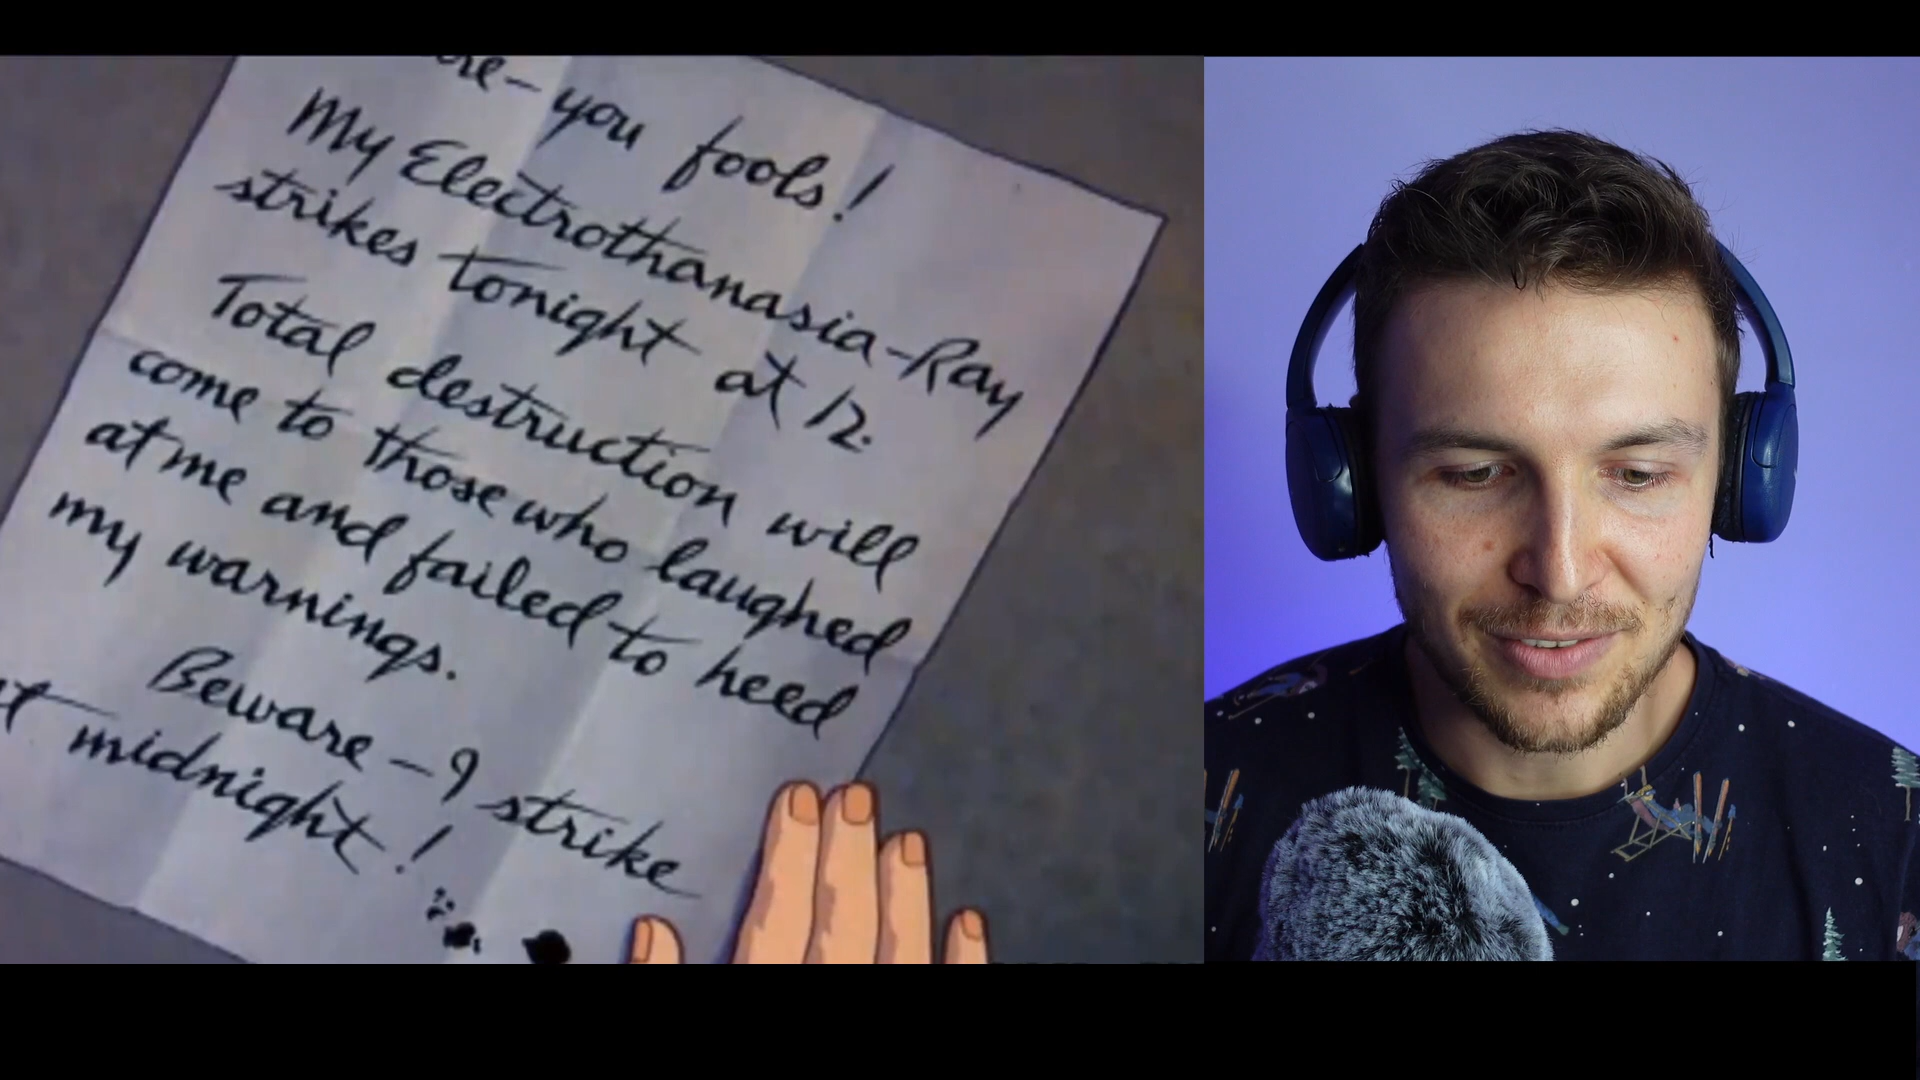 you fools!
My Electrothanasia-Ray
strikes tonight at 12.
Total destruction will
come to those who laughed
at me and failed to heed
my warnings.
Beware - I strike
at midnight!